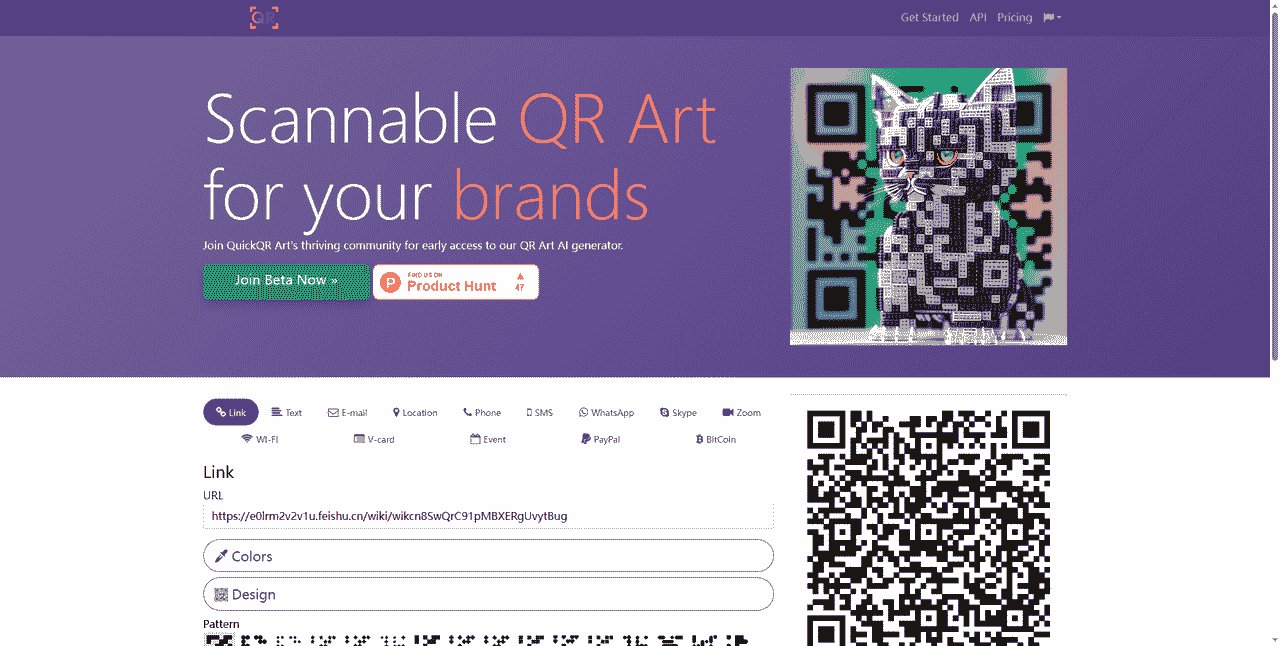 QR
Get Started API Pricing
Scannable QR Art
for your brands
Join QuickQR Art's thriving community for early access to our QR Art AI generator.
Join Beta Now »
P FIND US ON
Product Hunt 47
Link Text E-mail Location Phone SMS WhatsApp Skype Zoom
WI-FI V-card Event PayPal BitCoin
Link
URL
https://e0lrm2v2v1u.feishu.cn/wiki/wikcn8SwQrC91pMBXERgUvytBug
Colors
Design
Pattern